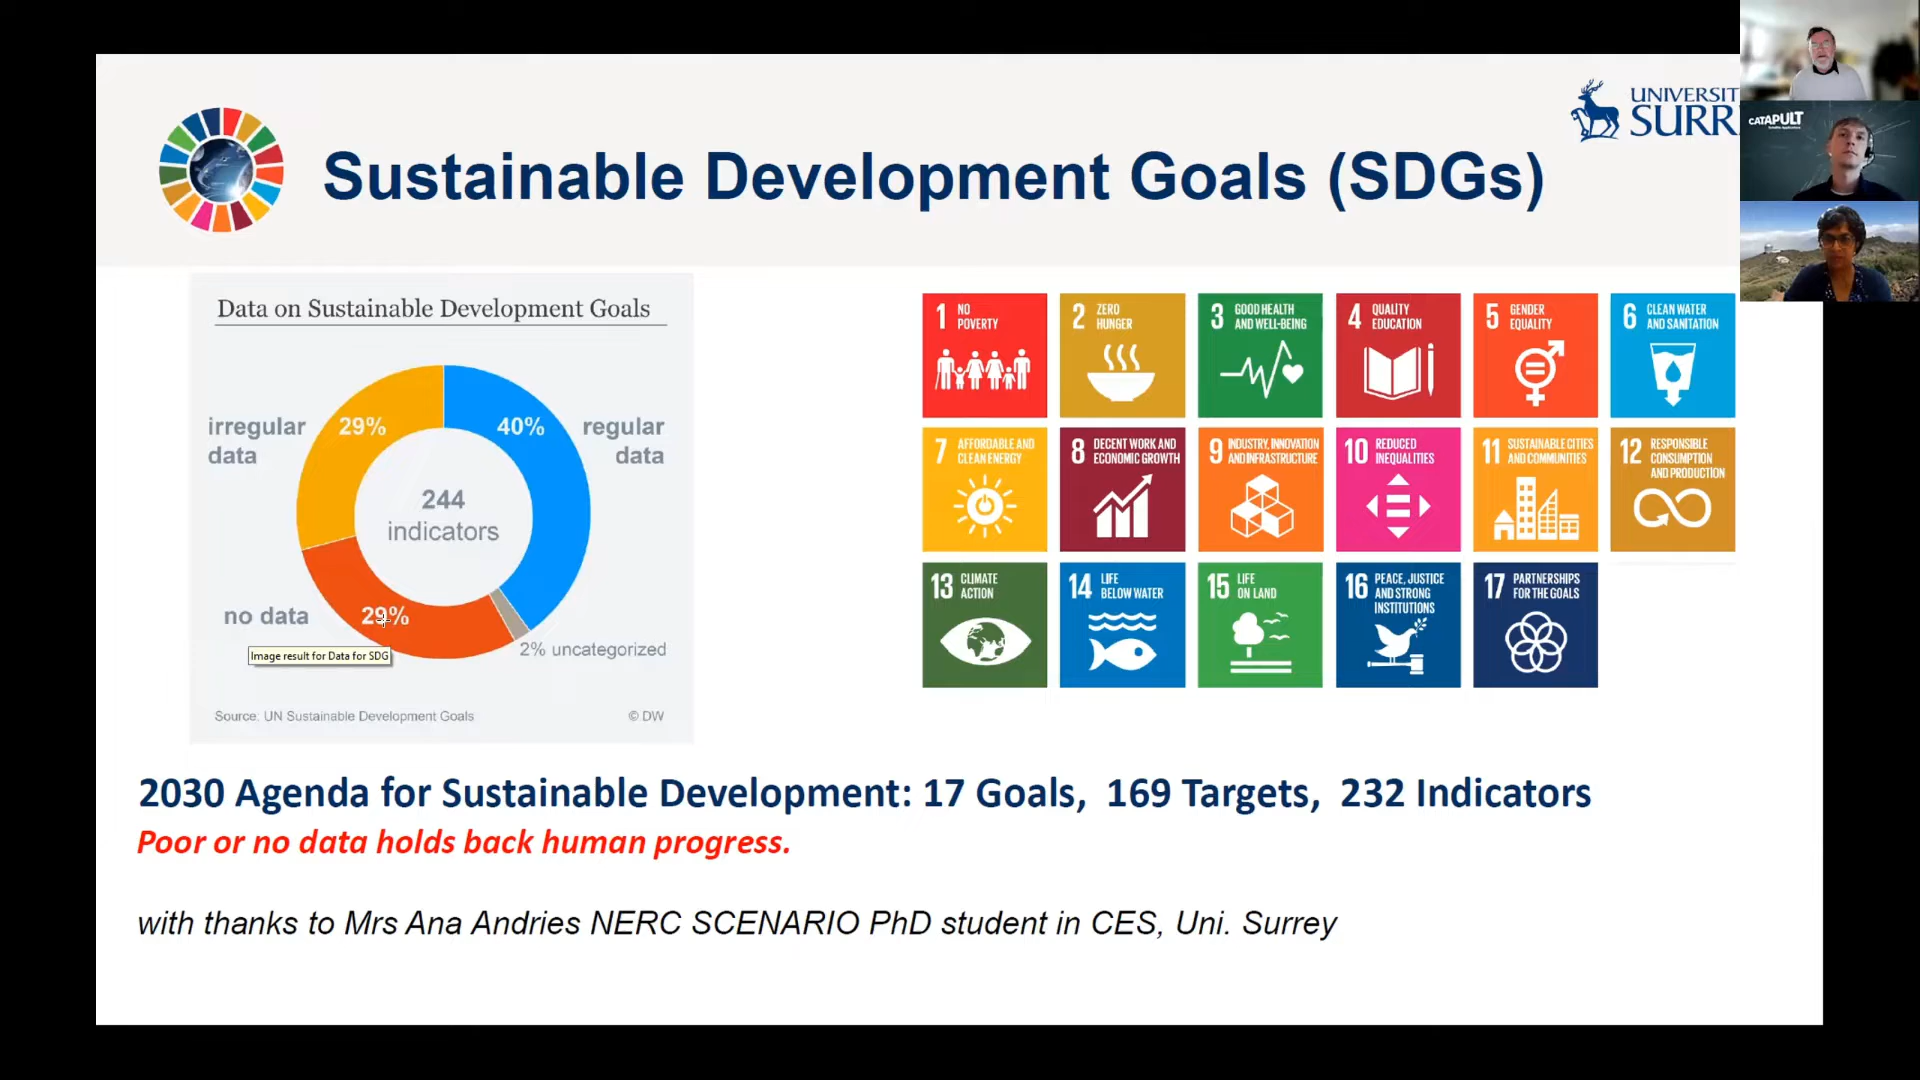 UNIVERSIT
SURR
CATAPULT
Sustainable Development Goals (SDGs)
Data on Sustainable Development Goals
irregular
data
29%
40%
regular
data
244
indicators
no data
29%
2% uncategorized
Image result for Data for SDG
Source: UN Sustainable Development Goals
© DW
1 NO
POVERTY
2 ZERO
HUNGER
3 GOOD HEALTH
AND WELL-BEING
4 QUALITY
EDUCATION
5 GENDER
EQUALITY
6 CLEAN WATER
AND SANITATION
7 AFFORDABLE AND
CLEAN ENERGY
8 DECENT WORK AND
ECONOMIC GROWTH
9 INDUSTRY, INNOVATION
AND INFRASTRUCTURE
10 REDUCED
INEQUALITIES
11 SUSTAINABLE CITIES
AND COMMUNITIES
12 RESPONSIBLE
CONSUMPTION
AND PRODUCTION
13 CLIMATE
ACTION
14 LIFE
BELOW WATER
15 LIFE
ON LAND
16 PEACE, JUSTICE
AND STRONG
INSTITUTIONS
17 PARTNERSHIPS
FOR THE GOALS
2030 Agenda for Sustainable Development: 17 Goals, 169 Targets, 232 Indicators
Poor or no data holds back human progress.
with thanks to Mrs Ana Andries NERC SCENARIO PhD student in CES, Uni. Surrey